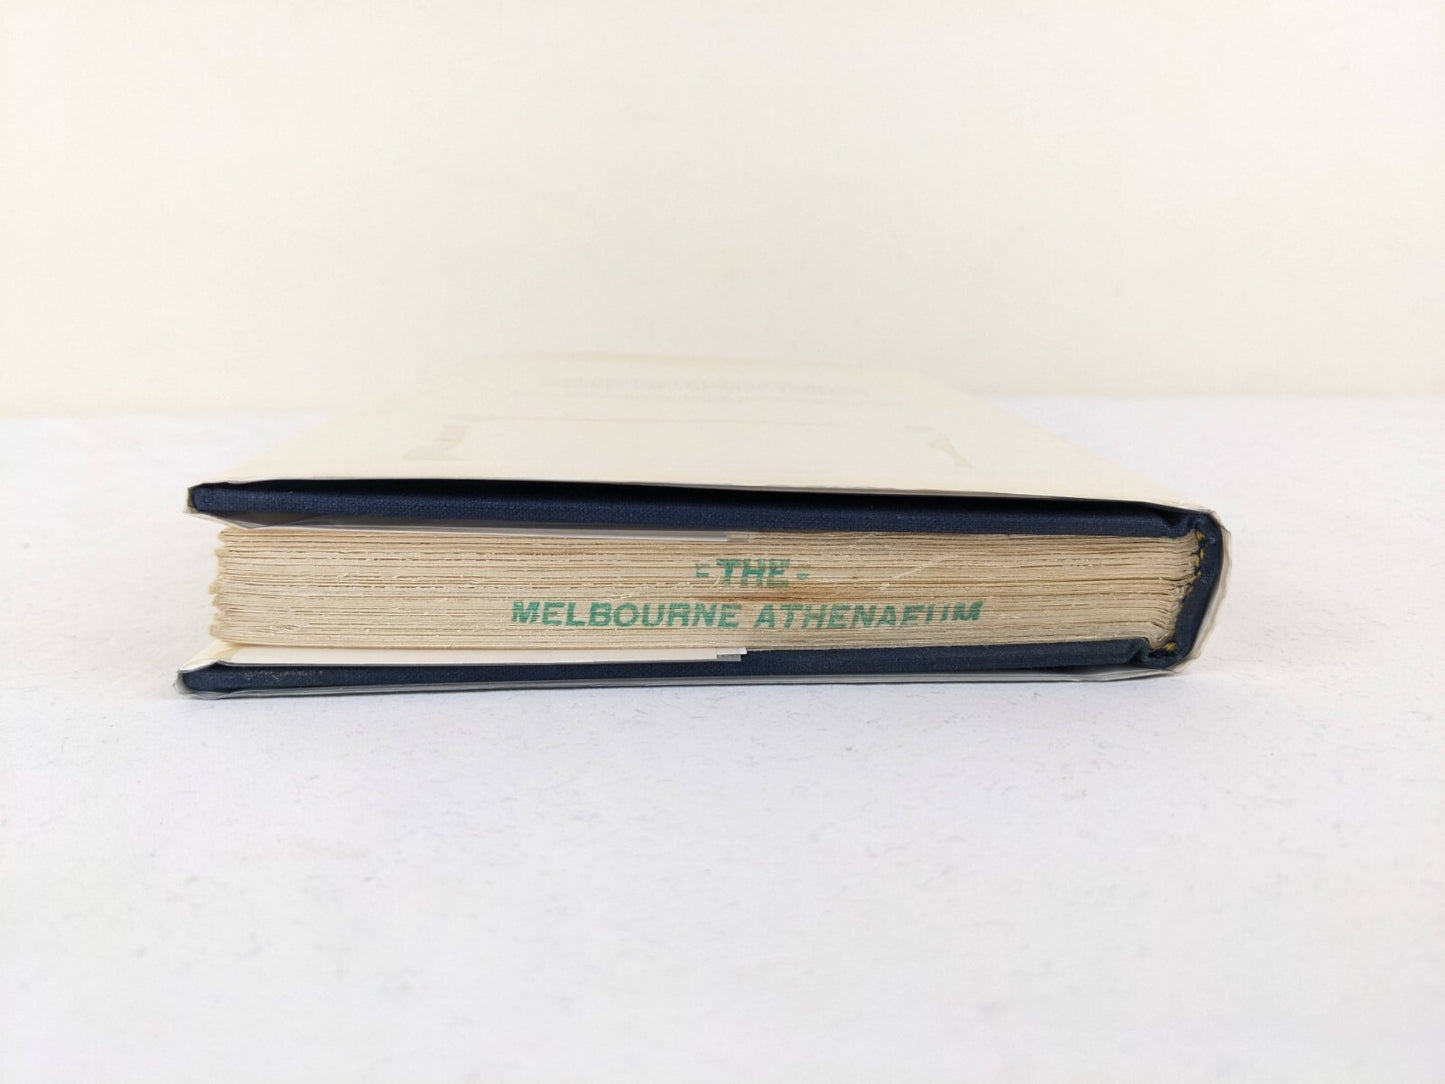 - THE -
MELBOURNE ATHENAEUM